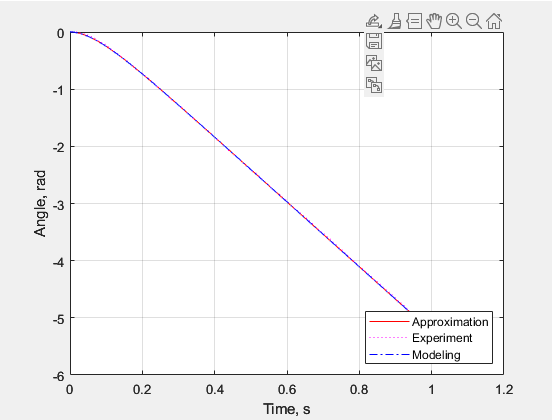 0
-1
-2
-3
-4
-5
-6
Angle, rad
Approximation
Experiment
Modeling
0 0.2 0.4 0.6 0.8 1 1.2
Time, s